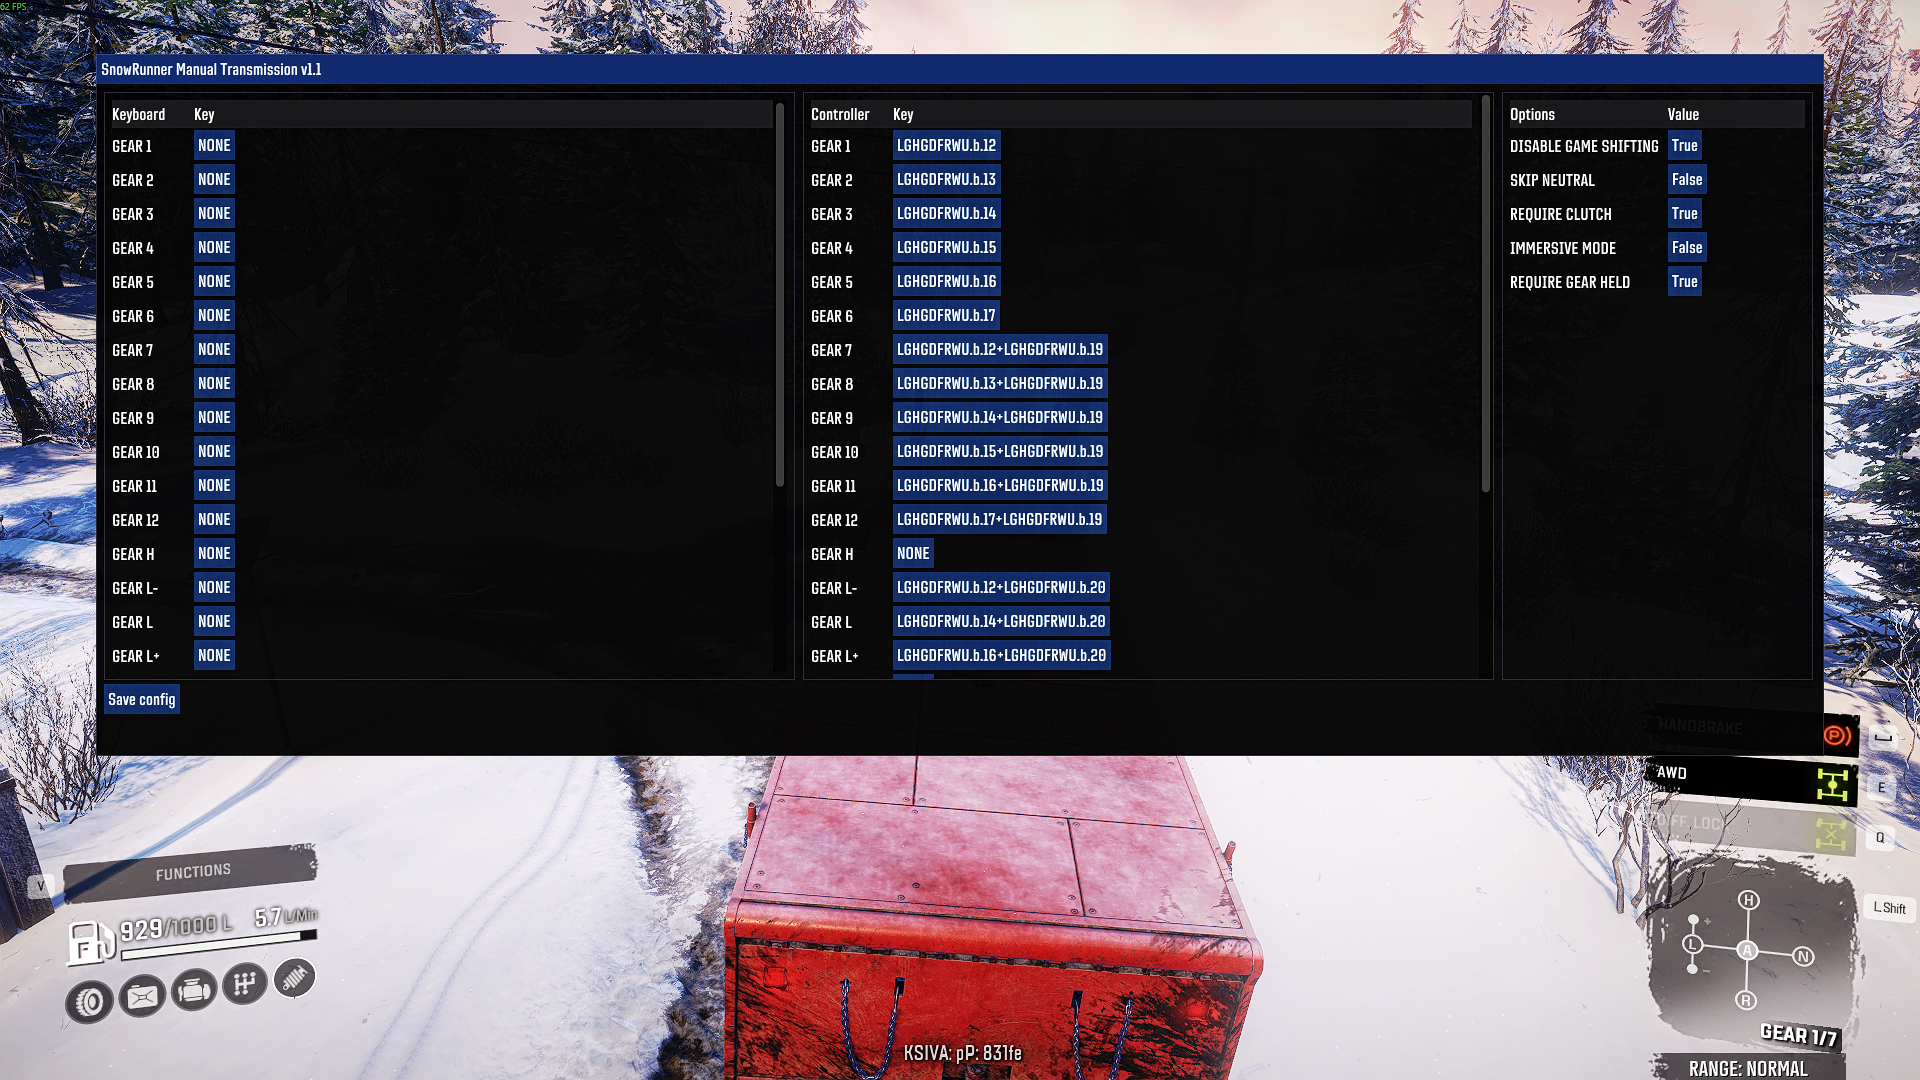 62 FPS
SnowRunner Manual Transmission v1.1
Keyboard Key
GEAR 1 NONE
GEAR 2 NONE
GEAR 3 NONE
GEAR 4 NONE
GEAR 5 NONE
GEAR 6 NONE
GEAR 7 NONE
GEAR 8 NONE
GEAR 9 NONE
GEAR 10 NONE
GEAR 11 NONE
GEAR 12 NONE
GEAR H NONE
GEAR L- NONE
GEAR L NONE
GEAR L+ NONE
Save config
Controller Key
GEAR 1 LGHGDFRWU.b.12
GEAR 2 LGHGDFRWU.b.13
GEAR 3 LGHGDFRWU.b.14
GEAR 4 LGHGDFRWU.b.15
GEAR 5 LGHGDFRWU.b.16
GEAR 6 LGHGDFRWU.b.17
GEAR 7 LGHGDFRWU.b.12+LGHGDFRWU.b.19
GEAR 8 LGHGDFRWU.b.13+LGHGDFRWU.b.19
GEAR 9 LGHGDFRWU.b.14+LGHGDFRWU.b.19
GEAR 10 LGHGDFRWU.b.15+LGHGDFRWU.b.19
GEAR 11 LGHGDFRWU.b.16+LGHGDFRWU.b.19
GEAR 12 LGHGDFRWU.b.17+LGHGDFRWU.b.19
GEAR H NONE
GEAR L- LGHGDFRWU.b.12+LGHGDFRWU.b.20
GEAR L LGHGDFRWU.b.14+LGHGDFRWU.b.20
GEAR L+ LGHGDFRWU.b.16+LGHGDFRWU.b.20
Options Value
DISABLE GAME SHIFTING True
SKIP NEUTRAL False
REQUIRE CLUTCH True
IMMERSIVE MODE False
REQUIRE GEAR HELD True
HANDBRAKE (P)
AWD E
DIFF. LOCK Q
V FUNCTIONS
929/1000 L 5.7 L/Min
H
L.Shift
+
L A N
-
R
GEAR 1/7
RANGE: NORMAL
KSIVA: pP: 831fe